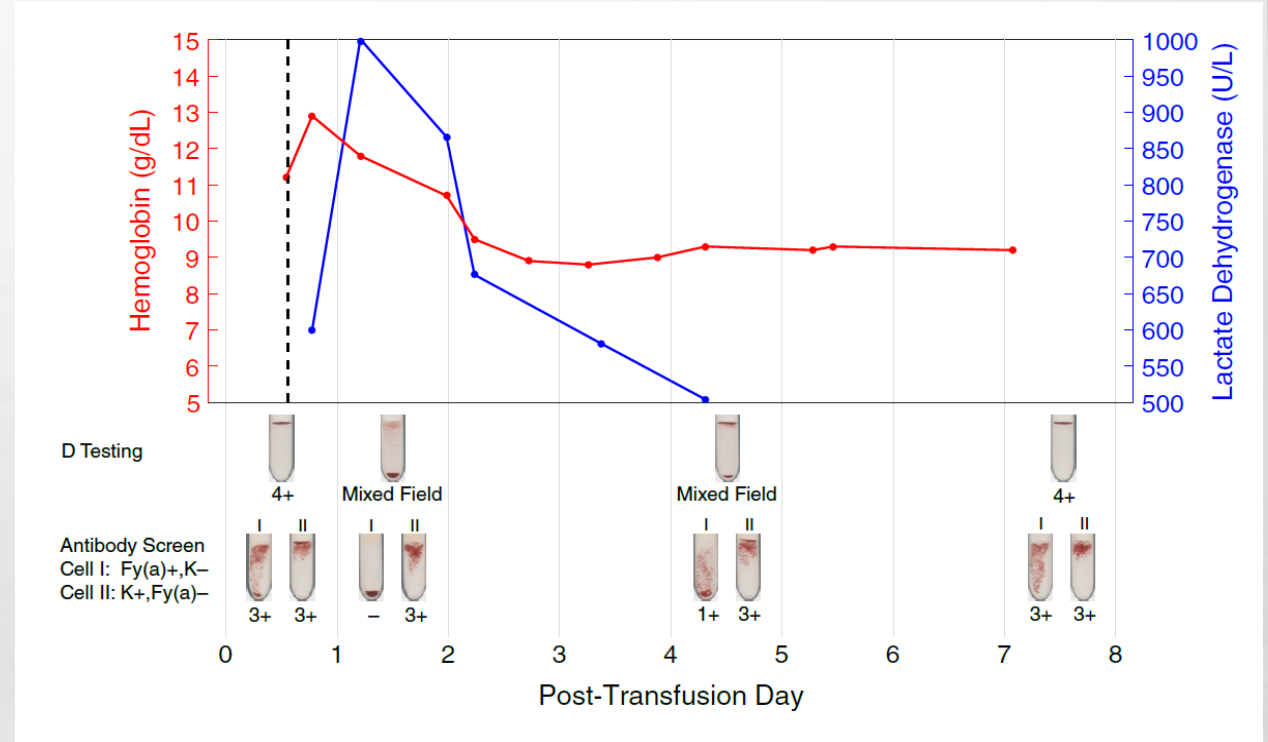 15
14
13
12
11
10
9
8
7
6
5
Hemoglobin (g/dL)
1000
950
900
850
800
750
700
650
600
550
500
Lactate Dehydrogenase (U/L)
D Testing
4+ Mixed Field Mixed Field 4+
I II I II I II I II
Antibody Screen
Cell I: Fy(a)+,K–
Cell II: K+,Fy(a)–
3+ 3+ – 3+ 1+ 3+ 3+ 3+
0 1 2 3 4 5 6 7 8
Post-Transfusion Day